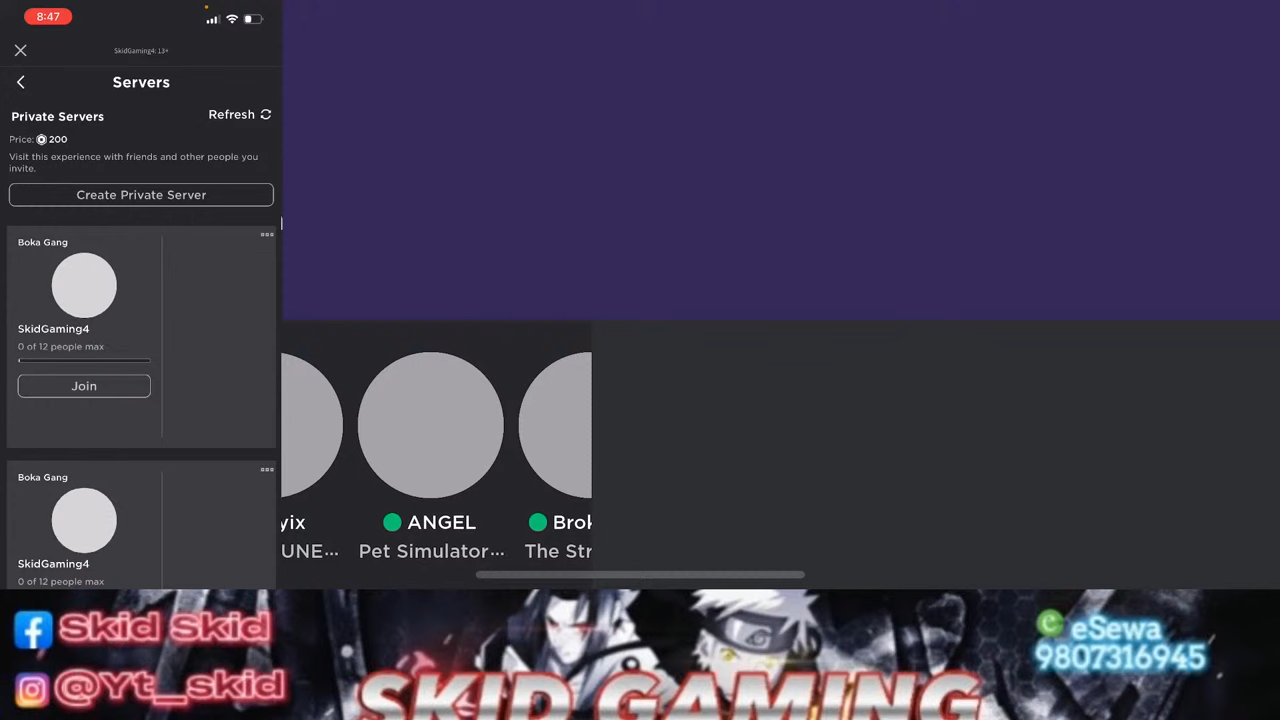 8:47
SkidGaming4: 13+
Servers
Private Servers
Refresh
Price: 200
Visit this experience with friends and other people you
invite.
Create Private Server
Boka Gang
SkidGaming4
0 of 12 people max
Join
Boka Gang
SkidGaming4
0 of 12 people max
yix
UNE...
ANGEL
Pet Simulator...
Brok
The Str
Skid Skid
@Yt_skid
SKID GAMING
e
eSewa
9807316945